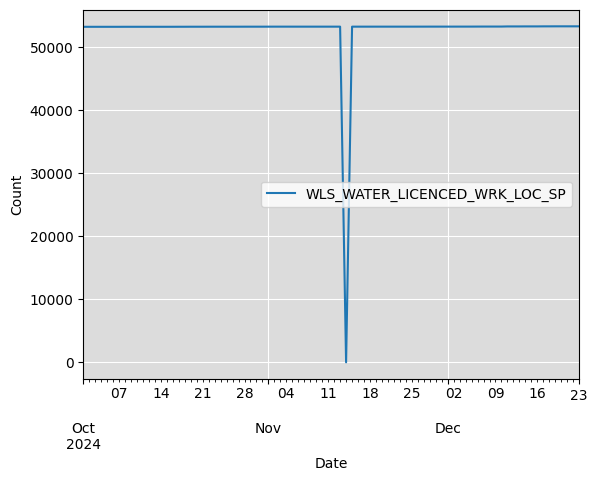 50000
40000
30000
20000
10000
0
Count
WLS_WATER_LICENCED_WRK_LOC_SP
07 14 21 28 04 11 18 25 02 09 16 23
Oct Nov Dec
2024
Date